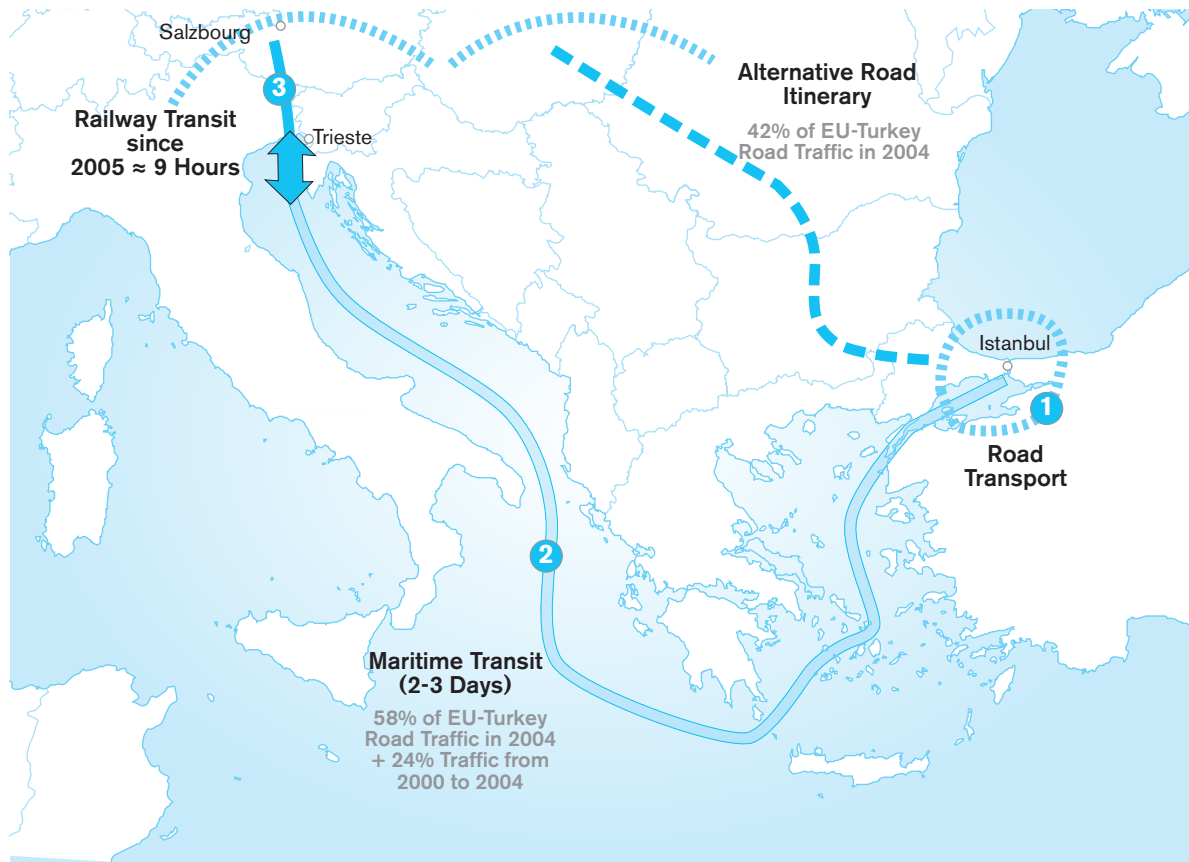 Salzbourg
3
Railway Transit
since
2005 ≈ 9 Hours
Trieste
Alternative Road
Itinerary
42% of EU-Turkey
Road Traffic in 2004
Istanbul
1
Road
Transport
2
Maritime Transit
(2-3 Days)
58% of EU-Turkey
Road Traffic in 2004
+ 24% Traffic from
2000 to 2004